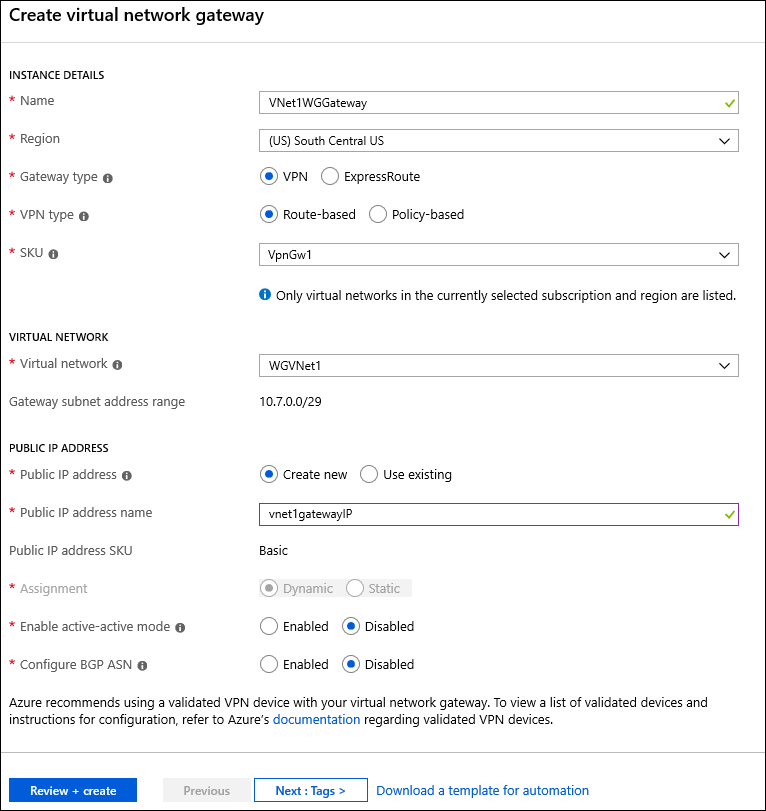 Create virtual network gateway
INSTANCE DETAILS
* Name VNet1WGGateway
* Region (US) South Central US
* Gateway type VPN ExpressRoute
* VPN type Route-based Policy-based
* SKU VpnGw1
Only virtual networks in the currently selected subscription and region are listed.
VIRTUAL NETWORK
* Virtual network WGVNet1
Gateway subnet address range 10.7.0.0/29
PUBLIC IP ADDRESS
* Public IP address Create new Use existing
* Public IP address name vnet1gatewayIP
Public IP address SKU Basic
* Assignment Dynamic Static
* Enable active-active mode Enabled Disabled
* Configure BGP ASN Enabled Disabled
Azure recommends using a validated VPN device with your virtual network gateway. To view a list of validated devices and
instructions for configuration, refer to Azure's documentation regarding validated VPN devices.
Review + create Previous Next : Tags > Download a template for automation